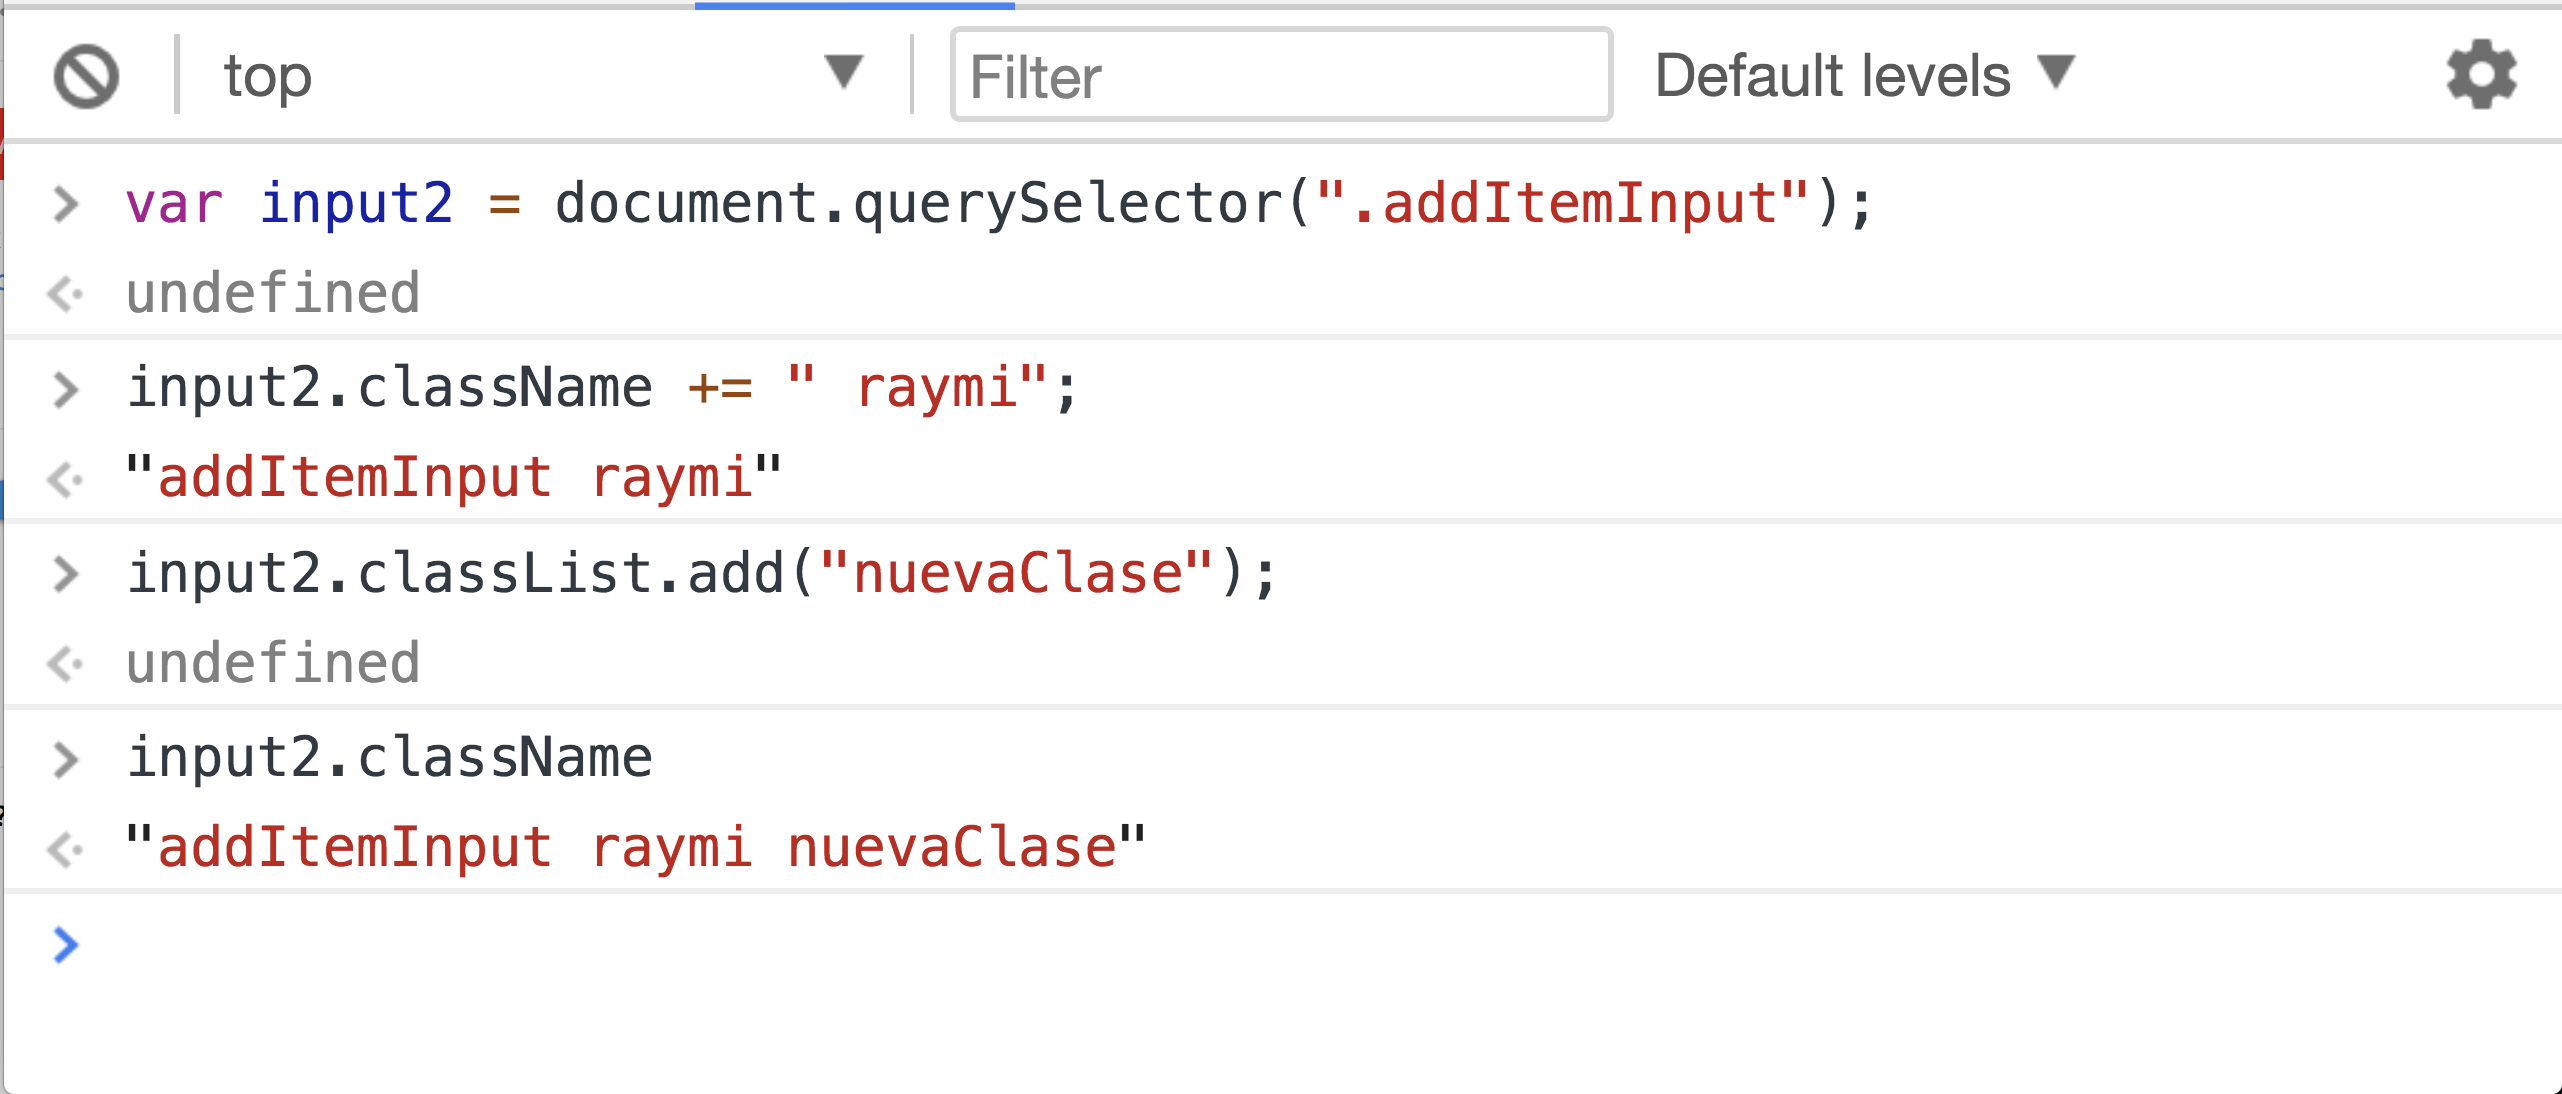 top Filter Default levels
var input2 = document.querySelector(".addItemInput");
undefined
input2.className += " raymi";
"addItemInput raymi"
input2.classList.add("nuevaClase");
undefined
input2.className
"addItemInput raymi nuevaClase"